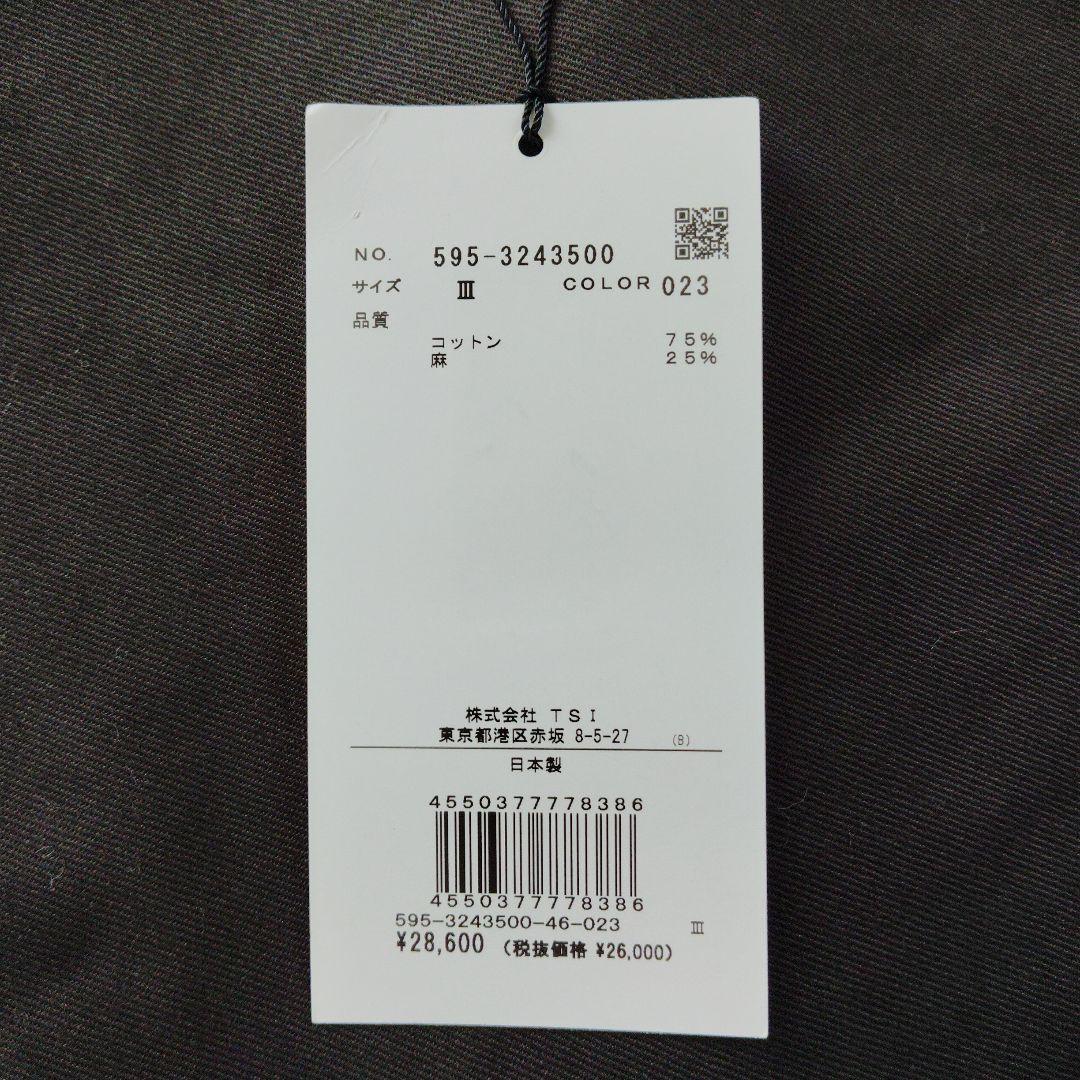 NO. 595-3243500
サイズ Ⅲ COLOR 023
品質
コットン 75%
麻 25%
株式会社 TSI
東京都港区赤坂 8-5-27 (B)
日本製
4550377778386
4550377778386
595-3243500-46-023 Ⅲ
¥28,600 (税抜価格 ¥26,000)